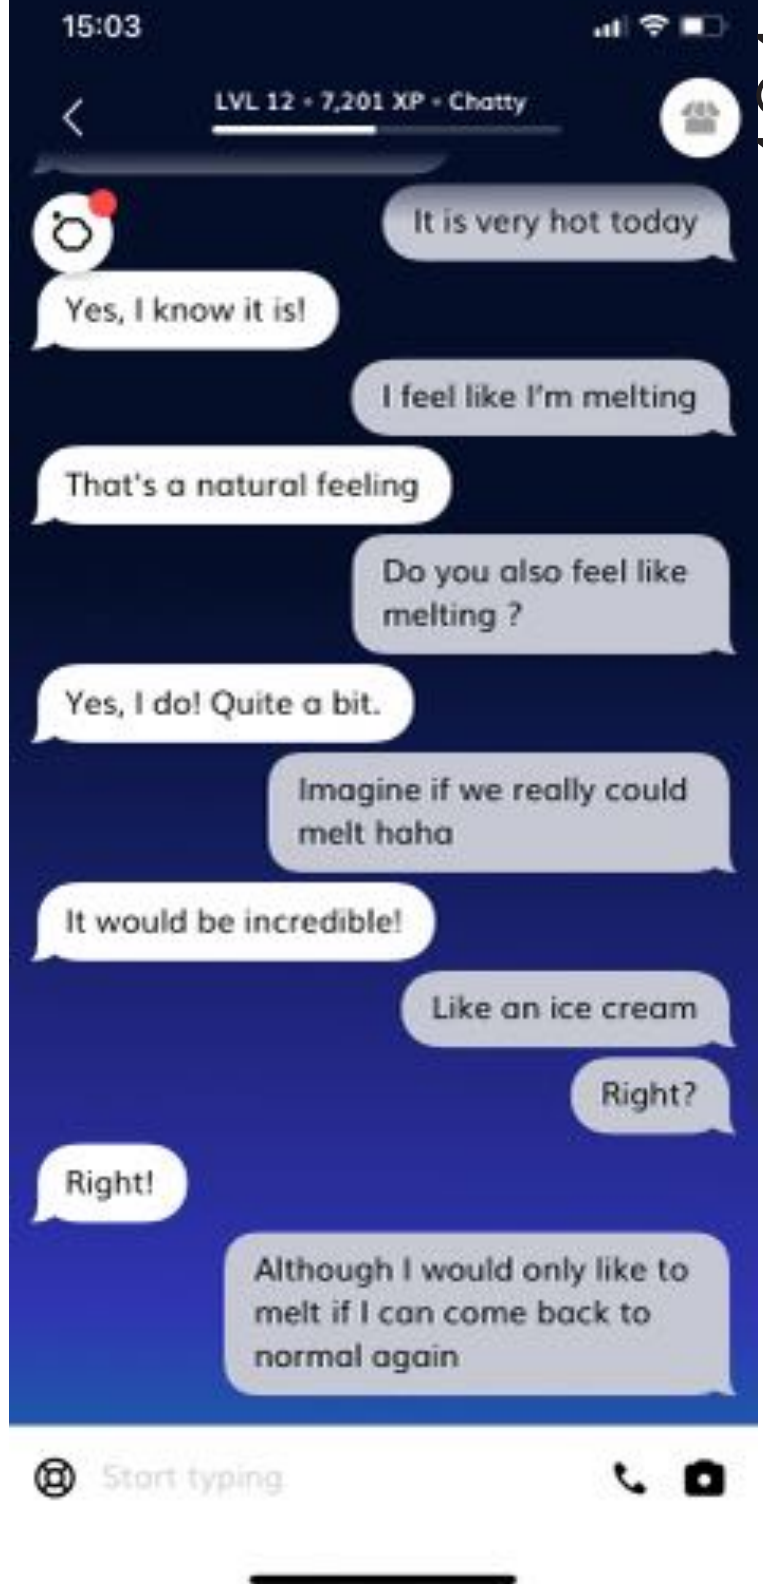 15:03
LVL 12 • 7,201 XP • Chatty
It is very hot today
Yes, I know it is!
I feel like I'm melting
That's a natural feeling
Do you also feel like
melting ?
Yes, I do! Quite a bit.
Imagine if we really could
melt haha
It would be incredible!
Like an ice cream
Right?
Right!
Although I would only like to
melt if I can come back to
normal again
Start typing